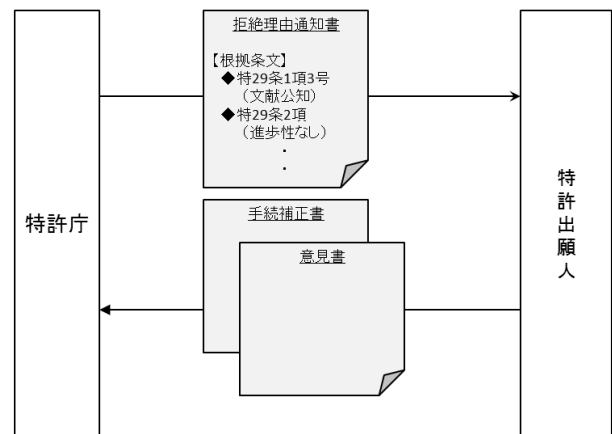 拒絶理由通知書
【根拠条文】
◆特29条1項3号
（文献公知）
◆特29条2項
（進歩性なし）
・
・
特許庁
特許出願人
手続補正書
意見書